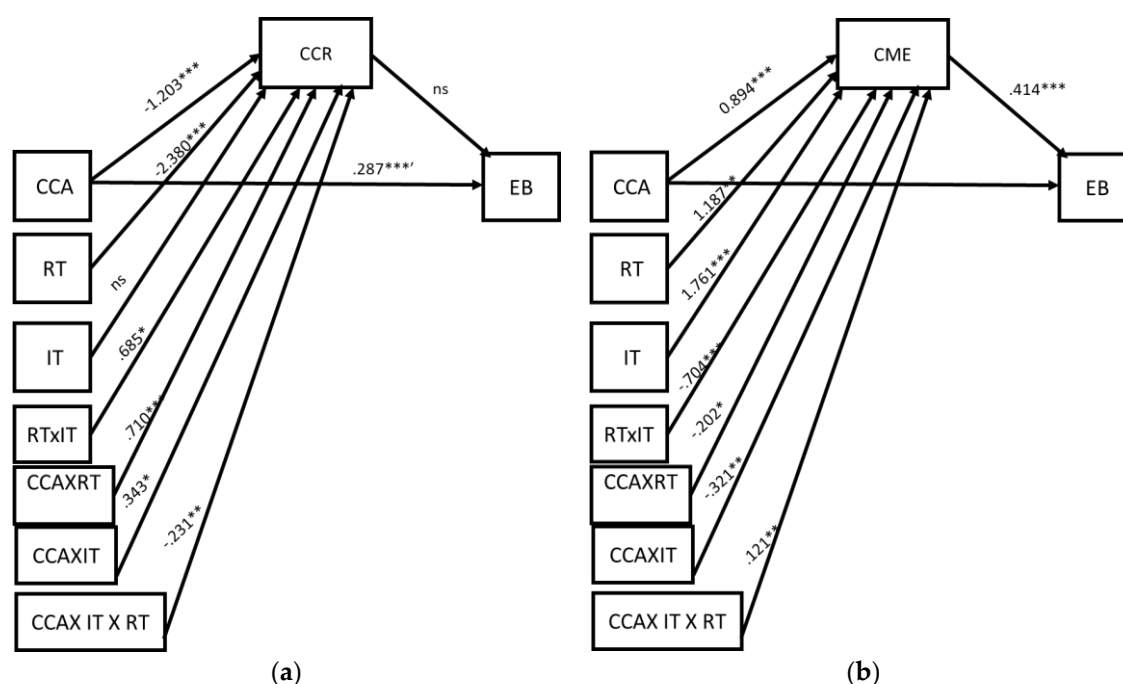 CCR
-1.203***
ns
-2.380***
.287***’
CCA
EB
RT
ns
IT
.685*
RTxIT
.710***
CCAXRT
.343*
CCAXIT
-.231**
CCAX IT X RT
(a)
CME
0.894***
.414***
CCA
EB
1.187**
RT
1.761***
IT
-.704***
RTxIT
-.202*
CCAXRT
-.321**
CCAXIT
.121**
CCAX IT X RT
(b)